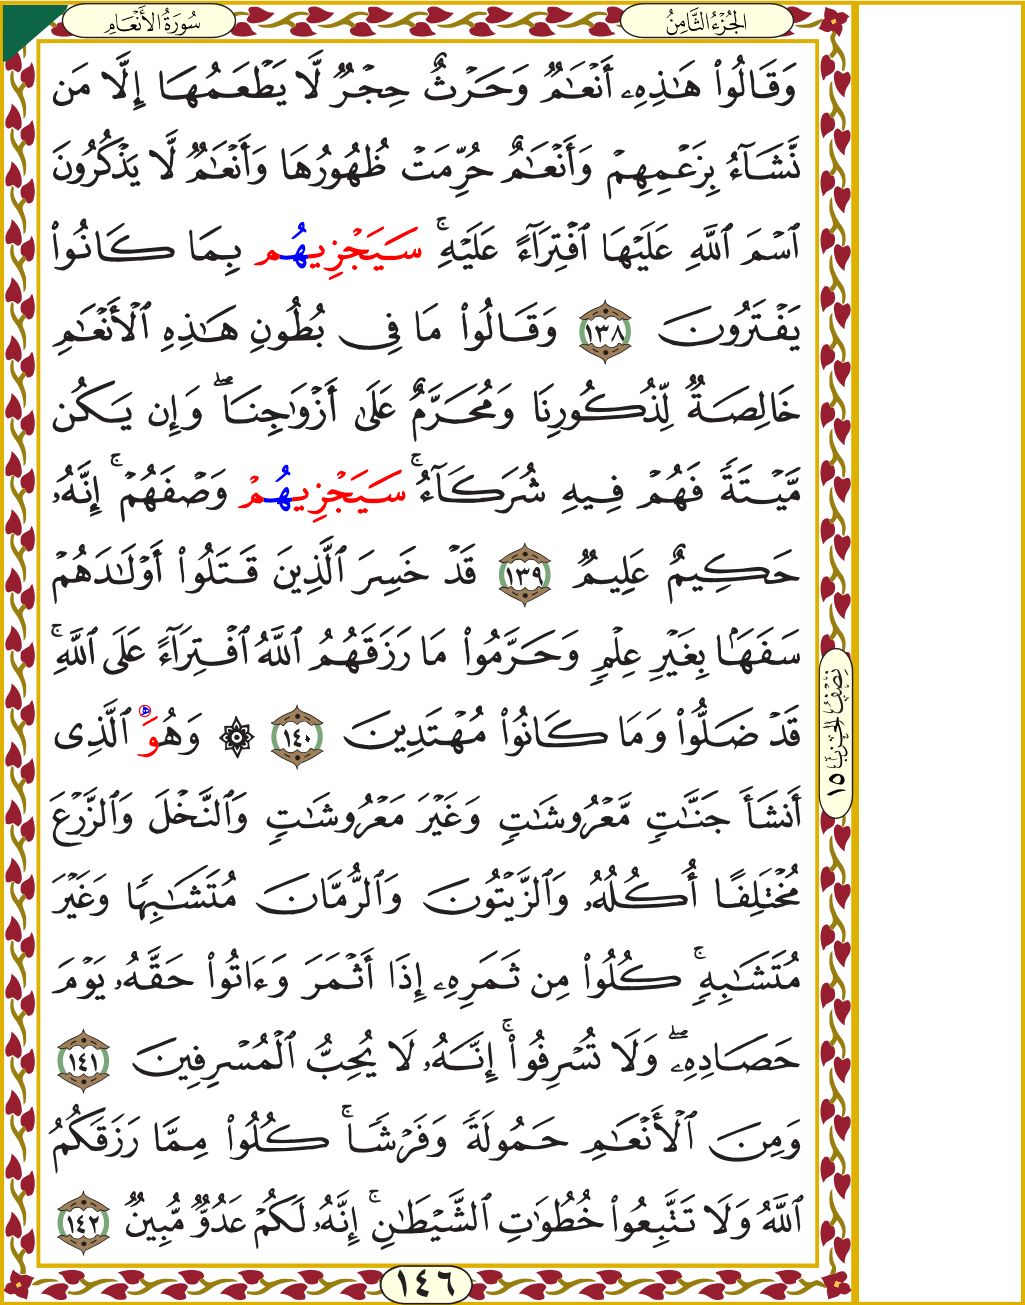 سُورَةُ الأَنْعَامِ
الجُزْءُ الثَّامِنُ
وَقَالُوا۟ هَـٰذِهِۦٓ أَنْعَـٰمٌۭ وَحَرْثٌ حِجْرٌۭ لَّا يَطْعَمُهَآ إِلَّا مَن
نَّشَآءُ بِزَعْمِهِمْ وَأَنْعَـٰمٌ حُرِّمَتْ ظُهُورُهَا وَأَنْعَـٰمٌۭ لَّا يَذْكُرُونَ
ٱسْمَ ٱللَّهِ عَلَيْهَا ٱفْتِرَآءً عَلَيْهِ ۚ سَيَجْزِيهُم بِمَا كَانُوا۟
يَفْتَرُونَ ١٣٨ وَقَالُوا۟ مَا فِى بُطُونِ هَـٰذِهِ ٱلْأَنْعَـٰمِ
خَالِصَةٌۭ لِّذُكُورِنَا وَمُحَرَّمٌ عَلَىٰٓ أَزْوَٰجِنَا ۖ وَإِن يَكُن
مَّيْتَةًۭ فَهُمْ فِيهِ شُرَكَآءُ ۚ سَيَجْزِيهُمْ وَصْفَهُمْ ۚ إِنَّهُۥ
حَكِيمٌ عَلِيمٌۭ ١٣٩ قَدْ خَسِرَ ٱلَّذِينَ قَتَلُوٓا۟ أَوْلَـٰدَهُمْ
سَفَهًۢا بِغَيْرِ عِلْمٍۢ وَحَرَّمُوا۟ مَا رَزَقَهُمُ ٱللَّهُ ٱفْتِرَآءً عَلَى ٱللَّهِ ۚ
قَدْ ضَلُّوا۟ وَمَا كَانُوا۟ مُهْتَدِينَ ١٤٠ ۞ وَهُوَ ٱلَّذِىٓ
أَنشَأَ جَنَّـٰتٍۢ مَّعْرُوشَـٰتٍۢ وَغَيْرَ مَعْرُوشَـٰتٍۢ وَٱلنَّخْلَ وَٱلزَّرْعَ
مُخْتَلِفًا أُكُلُهُۥ وَٱلزَّيْتُونَ وَٱلرُّمَّانَ مُتَشَـٰبِهًۭا وَغَيْرَ
مُتَشَـٰبِهٍۢ ۚ كُلُوا۟ مِن ثَمَرِهِۦٓ إِذَآ أَثْمَرَ وَءَاتُوا۟ حَقَّهُۥ يَوْمَ
حَصَادِهِۦ ۖ وَلَا تُسْرِفُوٓا۟ ۚ إِنَّهُۥ لَا يُحِبُّ ٱلْمُسْرِفِينَ ١٤١
وَمِنَ ٱلْأَنْعَـٰمِ حَمُولَةًۭ وَفَرْشًۭا ۚ كُلُوا۟ مِمَّا رَزَقَكُمُ
ٱللَّهُ وَلَا تَتَّبِعُوا۟ خُطُوَٰتِ ٱلشَّيْطَـٰنِ ۚ إِنَّهُۥ لَكُمْ عَدُوٌّۭ مُّبِينٌۭ ١٤٢
نِصْفُ الحِزْبِ ١٥
١٤٦